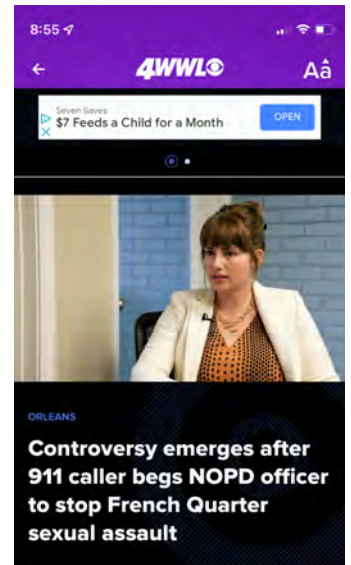 8:55
4WWL
Aâ
Seven Saves
$7 Feeds a Child for a Month
OPEN
ORLEANS
Controversy emerges after
911 caller begs NOPD officer
to stop French Quarter
sexual assault